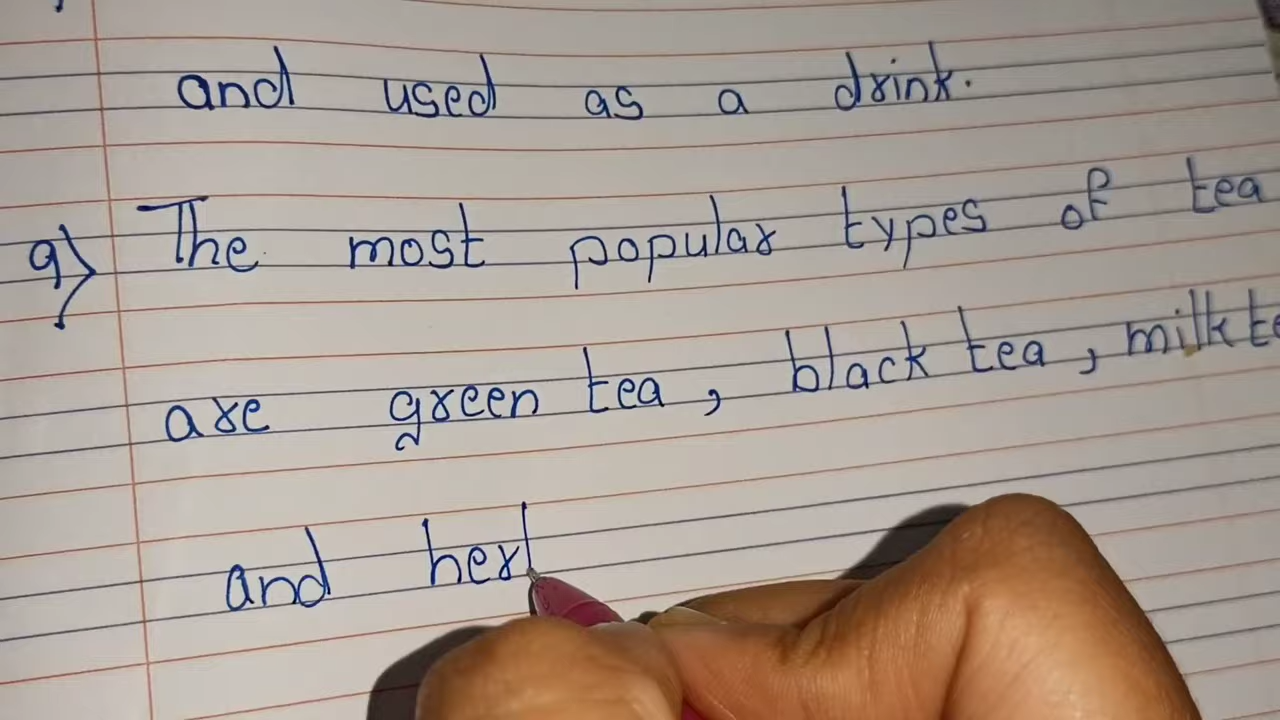 and used as a drink.
9) The most popular types of tea
are green tea, black tea, milk te
and her